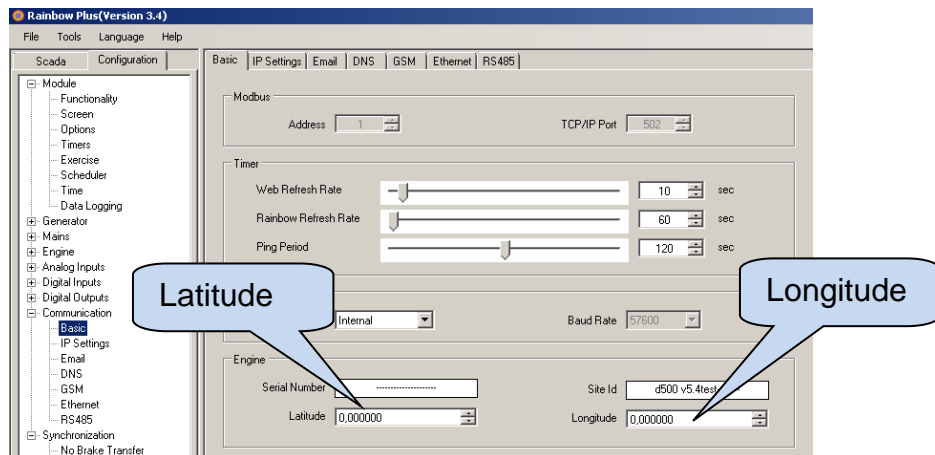 Rainbow Plus(Version 3.4)
File Tools Language Help
Scada Configuration
Basic IP Settings Email DNS GSM Ethernet RS485
Module
Functionality
Screen
Options
Timers
Exercise
Scheduler
Time
Data Logging
Generator
Mains
Engine
Analog Inputs
Digital Inputs
Digital Outputs
Communication
Basic
IP Settings
Email
DNS
GSM
Ethernet
RS485
Synchronization
No Brake Transfer
Modbus
Address 1 TCP/IP Port 502
Timer
Web Refresh Rate 10 sec
Rainbow Refresh Rate 60 sec
Ping Period 120 sec
Latitude
Longitude
Internal Baud Rate 57600
Engine
Serial Number --------------------- Site Id d500 v5.4test
Latitude 0,000000 Longitude 0,000000